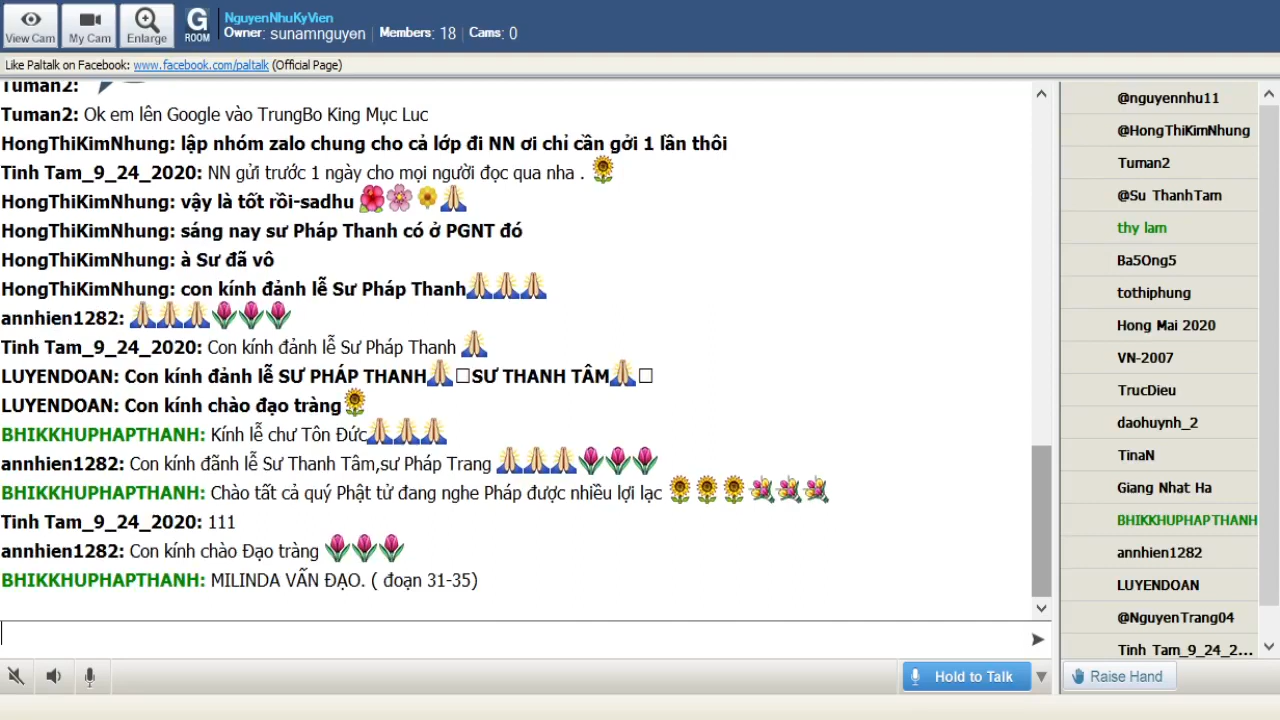 View Cam
My Cam
Enlarge
G
ROOM
NguyenNhuKyVien
Owner: sunamnguyen | Members: 18 | Cams: 0
Like Paltalk on Facebook: www.facebook.com/paltalk (Official Page)
Tuman2:
Tuman2: Ok em lên Google vào TrungBo King Mục Luc
HongThiKimNhung: lập nhóm zalo chung cho cả lớp đi NN ơi chỉ cần gởi 1 lần thôi
Tinh Tam_9_24_2020: NN gửi trước 1 ngày cho mọi người đọc qua nha . 🌻
HongThiKimNhung: vậy là tốt rồi-sadhu 🌺🌸🌼🙏
HongThiKimNhung: sáng nay sư Pháp Thanh có ở PGNT đó
HongThiKimNhung: à Sư đã vô
HongThiKimNhung: con kính đảnh lễ Sư Pháp Thanh🙏🙏🙏
annhien1282: 🙏🙏🙏🌷🌷🌷
Tinh Tam_9_24_2020: Con kính đảnh lễ Sư Pháp Thanh 🙏
LUYENDOAN: Con kính đảnh lễ SƯ PHÁP THANH🙏□SƯ THANH TÂM🙏□
LUYENDOAN: Con kính chào đạo tràng🌻
BHIKKHUPHAPTHANH: Kính lễ chư Tôn Đức🙏🙏🙏
annhien1282: Con kính đãnh lễ Sư Thanh Tâm,sư Pháp Trang 🙏🙏🙏🌷🌷🌷
BHIKKHUPHAPTHANH: Chào tất cả quý Phật tử đang nghe Pháp được nhiều lợi lạc 🌻🌻🌻💐💐💐
Tinh Tam_9_24_2020: 111
annhien1282: Con kính chào Đạo tràng 🌷🌷🌷
BHIKKHUPHAPTHANH: MILINDA VẤN ĐẠO. ( đoạn 31-35)
Hold to Talk
@nguyennhu11
@HongThiKimNhung
Tuman2
@Su ThanhTam
thy lam
Ba5Ong5
tothiphung
Hong Mai 2020
VN-2007
TrucDieu
daohuynh_2
TinaN
Giang Nhat Ha
BHIKKHUPHAPTHANH
annhien1282
LUYENDOAN
@NguyenTrang04
Tinh Tam_9_24_2...
Raise Hand